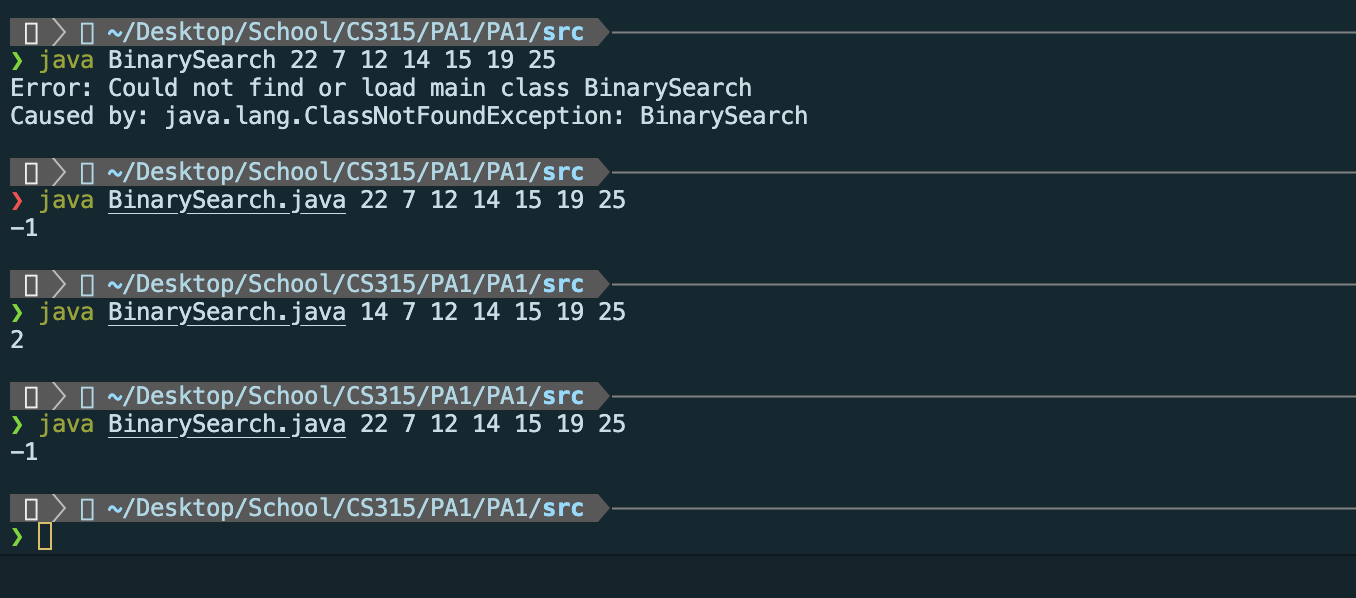 ~/Desktop/School/CS315/PA1/PA1/src
❯ java BinarySearch 22 7 12 14 15 19 25
Error: Could not find or load main class BinarySearch
Caused by: java.lang.ClassNotFoundException: BinarySearch
~/Desktop/School/CS315/PA1/PA1/src
❯ java BinarySearch.java 22 7 12 14 15 19 25
-1
~/Desktop/School/CS315/PA1/PA1/src
❯ java BinarySearch.java 14 7 12 14 15 19 25
2
~/Desktop/School/CS315/PA1/PA1/src
❯ java BinarySearch.java 22 7 12 14 15 19 25
-1
~/Desktop/School/CS315/PA1/PA1/src
❯